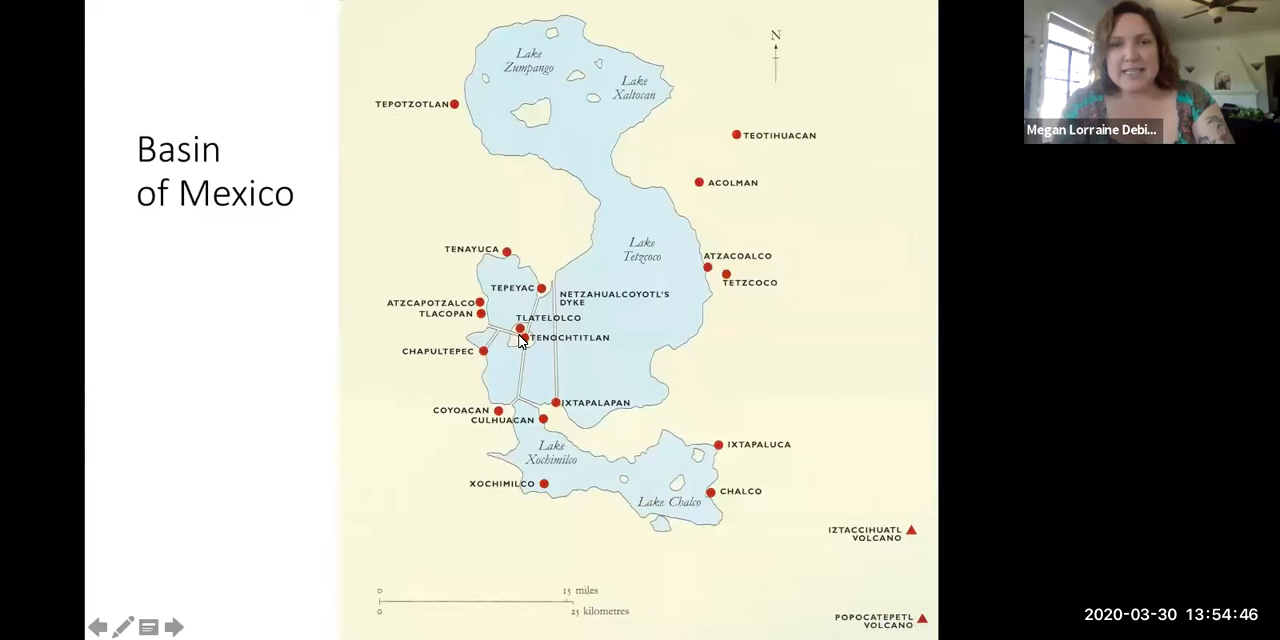 Basin
of Mexico
Lake
Zumpango
Lake
Xaltocan
N
TEPOTZOTLAN
TEOTIHUACAN
ACOLMAN
TENAYUCA
Lake
Tetzcoco
ATZACOALCO
TETZCOCO
TEPEYAC
NETZAHUALCOYOTL'S
DYKE
ATZCAPOTZALCO
TLACOPAN
TLATELOLCO
TENOCHTITLAN
CHAPULTEPEC
COYOACAN
IXTAPALAPAN
CULHUACAN
Lake
Xochimilco
IXTAPALUCA
XOCHIMILCO
Lake Chalco
CHALCO
IZTACCIHUATL
VOLCANO
0 15 miles
0 25 kilometres
POPOCATEPETL
VOLCANO
Megan Lorraine Debi...
2020-03-30 13:54:46